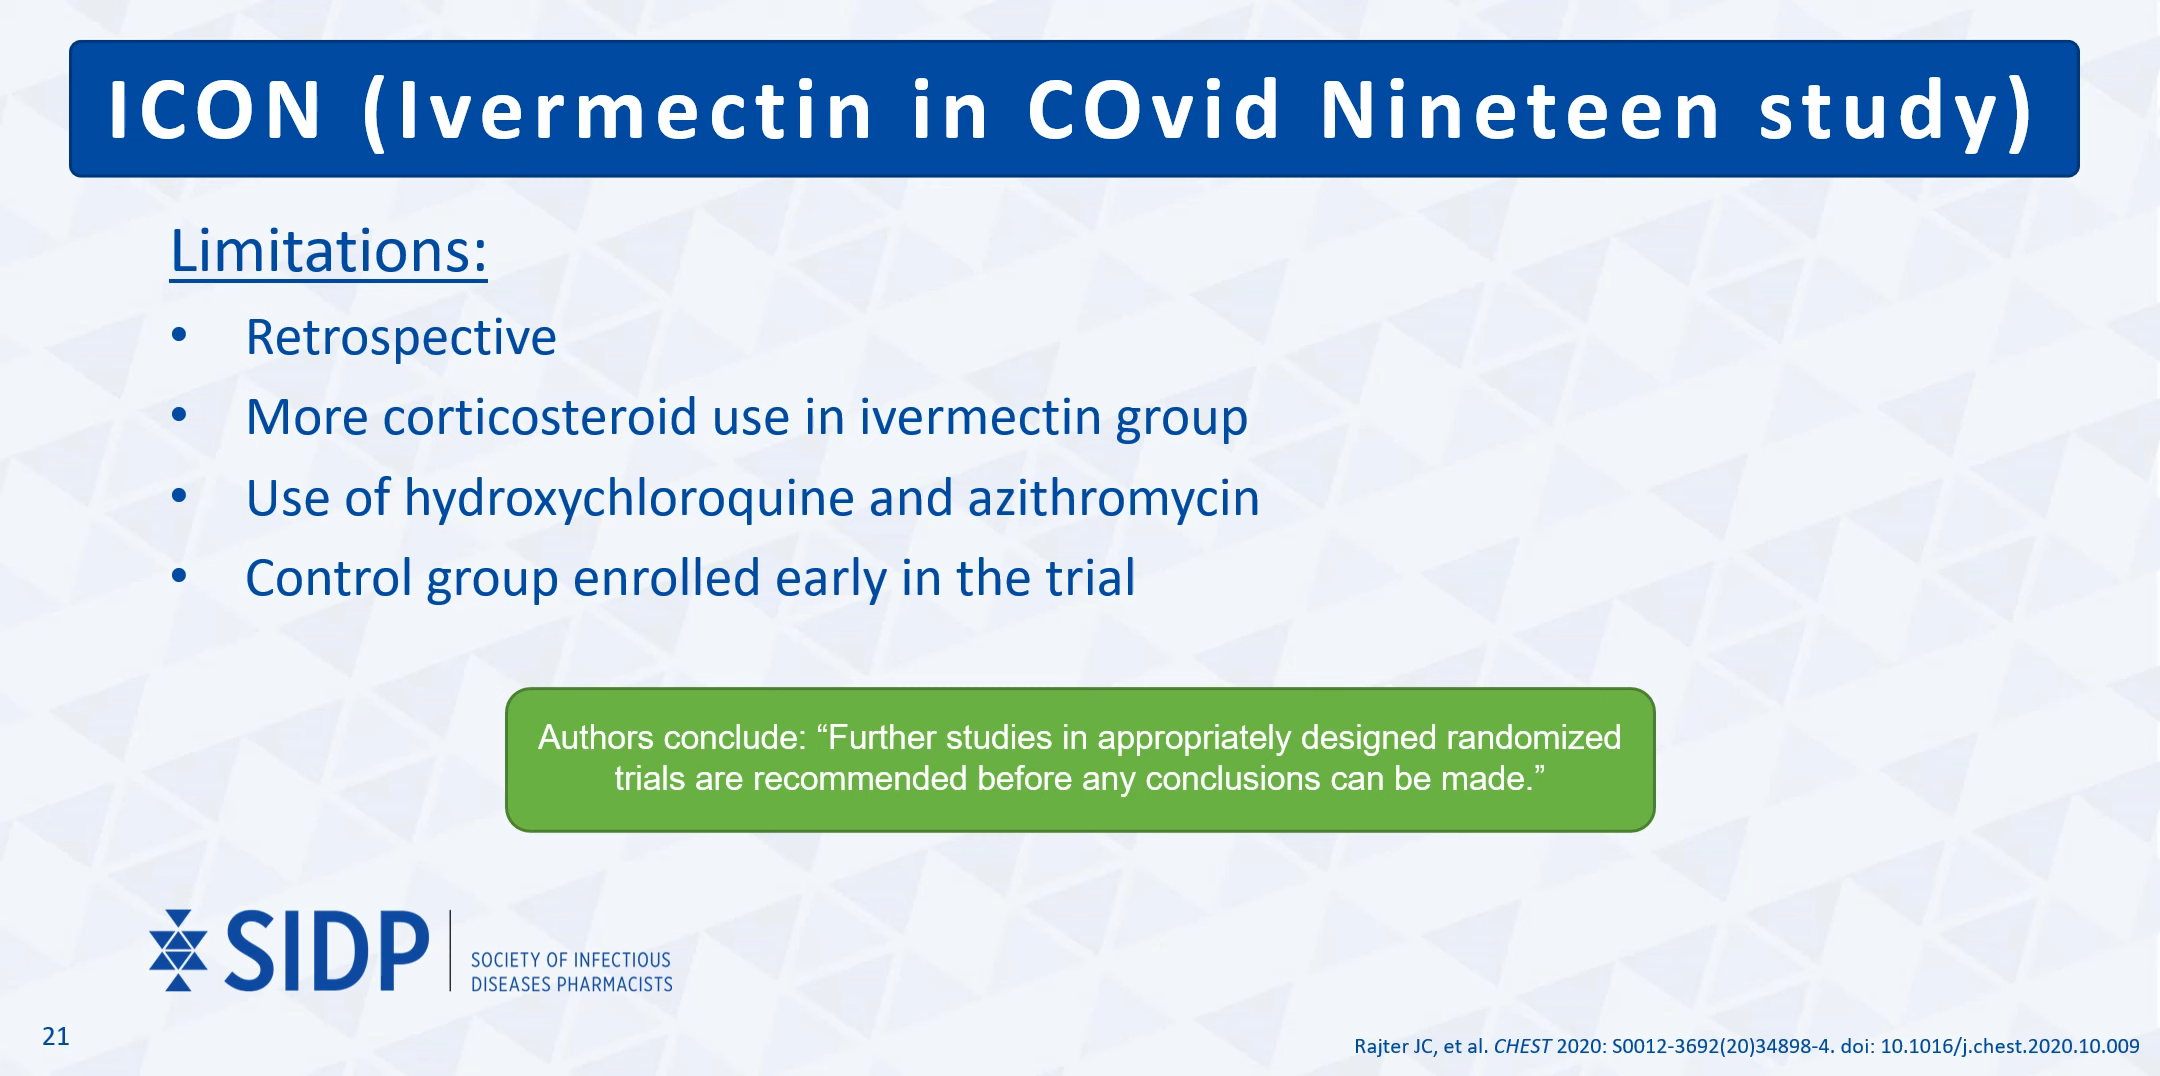 ICON (Ivermectin in COvid Nineteen study)
Limitations:
• Retrospective
• More corticosteroid use in ivermectin group
• Use of hydroxychloroquine and azithromycin
• Control group enrolled early in the trial
Authors conclude: “Further studies in appropriately designed randomized
trials are recommended before any conclusions can be made.”
SIDP
SOCIETY OF INFECTIOUS
DISEASES PHARMACISTS
21
Rajter JC, et al. CHEST 2020: S0012-3692(20)34898-4. doi: 10.1016/j.chest.2020.10.009